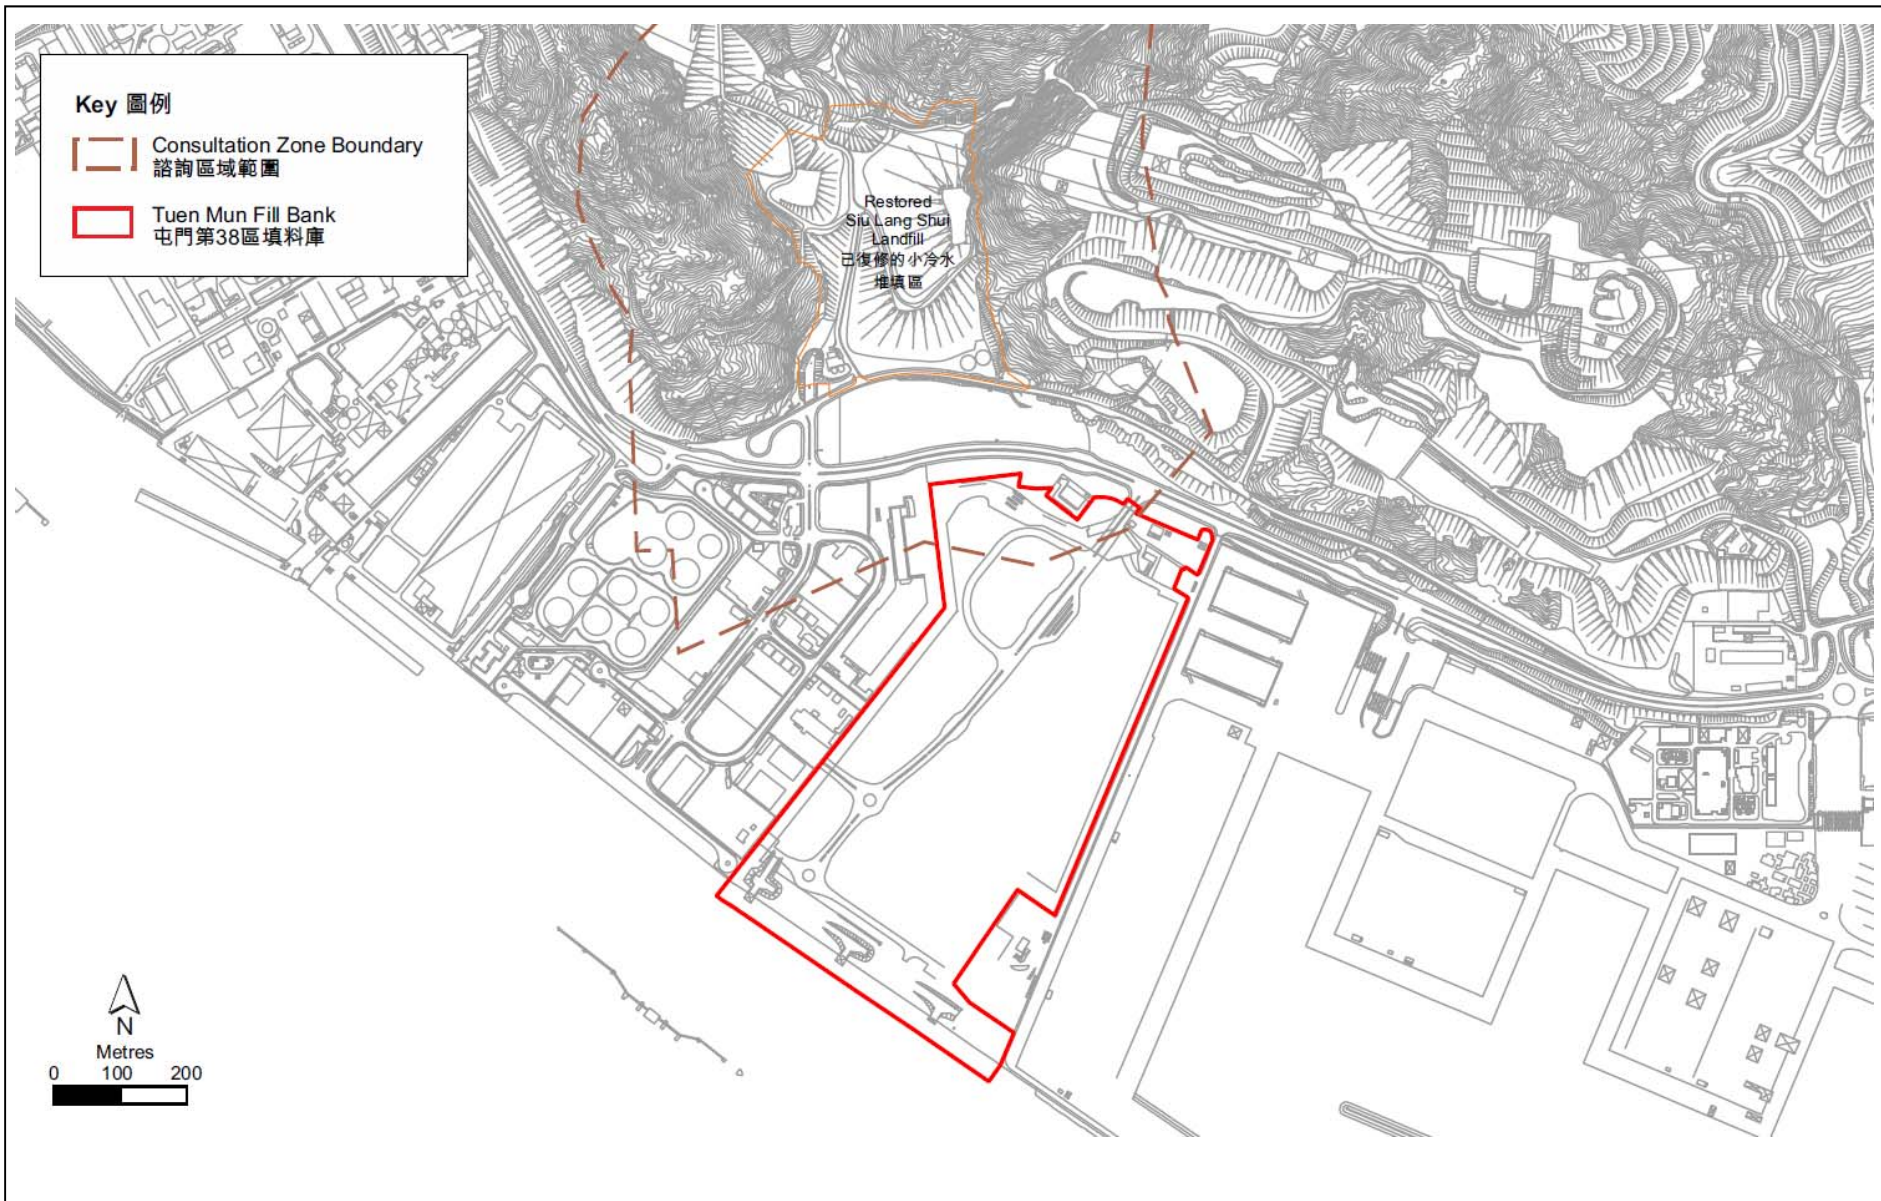 Key 圖例
Consultation Zone Boundary
諮詢區域範圍
Tuen Mun Fill Bank
屯門第38區填料庫
Restored
Siu Lang Shui
Landfill
已復修的小冷水
堆填區
N
Metres
0 100 200